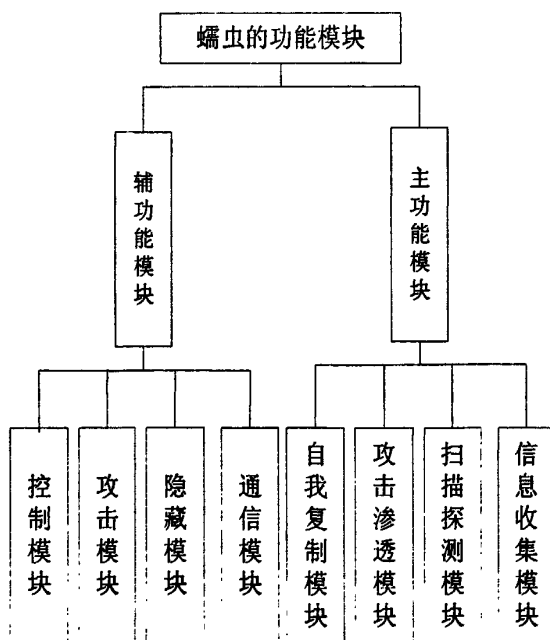 蠕虫的功能模块
辅功能模块
主功能模块
控制模块
攻击模块
隐藏模块
通信模块
自我复制模块
攻击渗透模块
扫描探测模块
信息收集模块